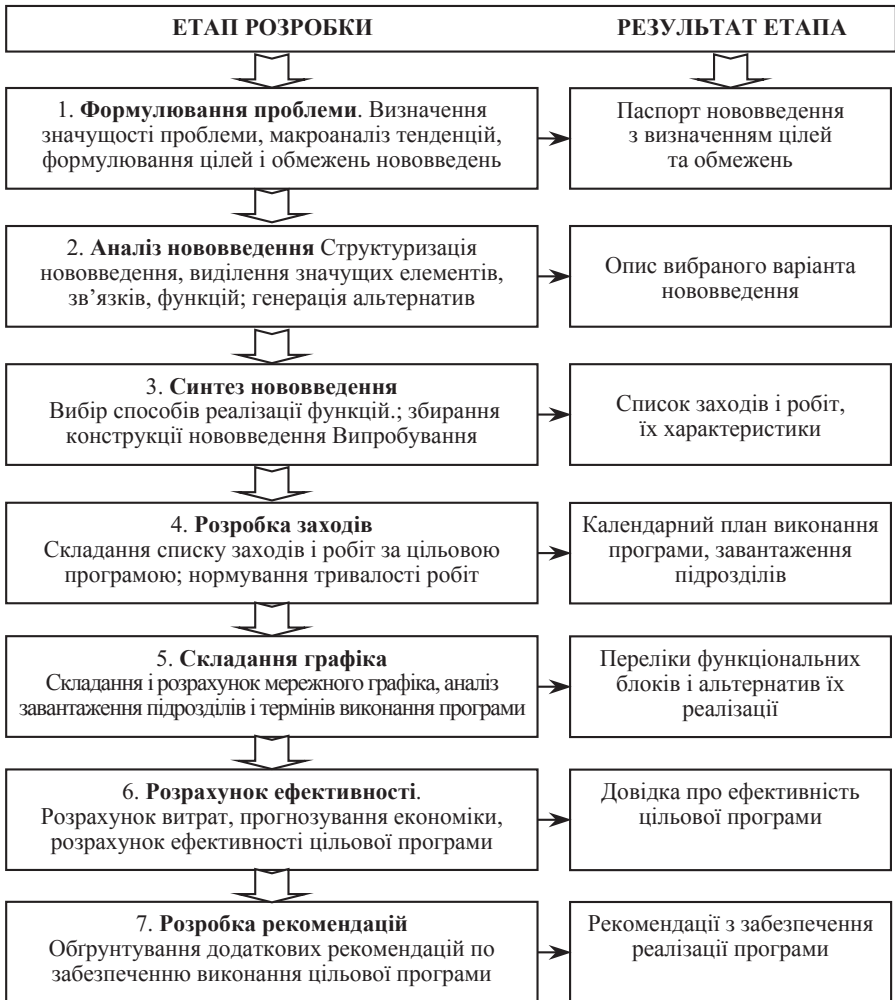 ЕТАП РОЗРОБКИ
РЕЗУЛЬТАТ ЕТАПА
1. Формулювання проблеми. Визначення
значущості проблеми, макроаналіз тенденцій,
формулювання цілей і обмежень нововведень
Паспорт нововведення
з визначенням цілей
та обмежень
2. Аналіз нововведення Структуризація
нововведення, виділення значущих елементів,
зв’язків, функцій; генерація альтернатив
Опис вибраного варіанта
нововведення
3. Синтез нововведення
Вибір способів реалізації функцій.; збирання
конструкції нововведення Випробування
Список заходів і робіт,
їх характеристики
4. Розробка заходів
Складання списку заходів і робіт за цільовою
програмою; нормування тривалості робіт
Календарний план виконання
програми, завантаження
підрозділів
5. Складання графіка
Складання і розрахунок мережного графіка, аналіз
завантаження підрозділів і термінів виконання програми
Переліки функціональних
блоків і альтернатив їх
реалізації
6. Розрахунок ефективності.
Розрахунок витрат, прогнозування економіки,
розрахунок ефективності цільової програми
Довідка про ефективність
цільової програми
7. Розробка рекомендацій
Обґрунтування додаткових рекомендацій по
забезпеченню виконання цільової програми
Рекомендації з забезпечення
реалізації програми